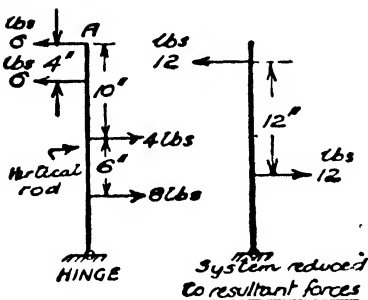 lbs
6
A
lbs
6
4"
10"
4 lbs
6"
Vertical
rod
8 lbs
HINGE
lbs
12
12"
lbs
12
System reduced
to resultant forces